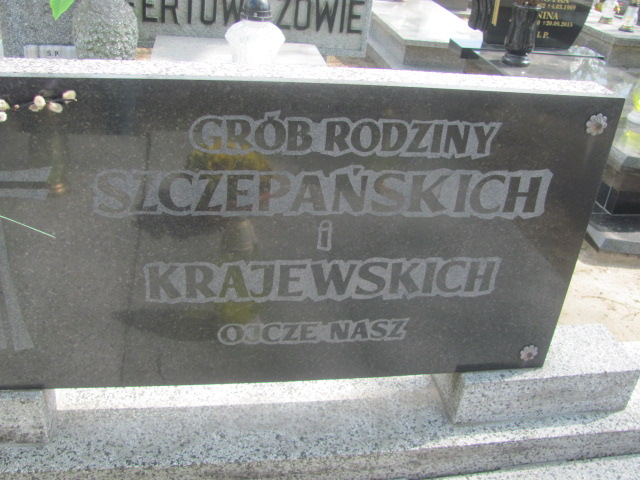 S.P.
GRÓB RODZINY
SZCZEPAŃSKICH
i
KRAJEWSKICH
OJCZE NASZ